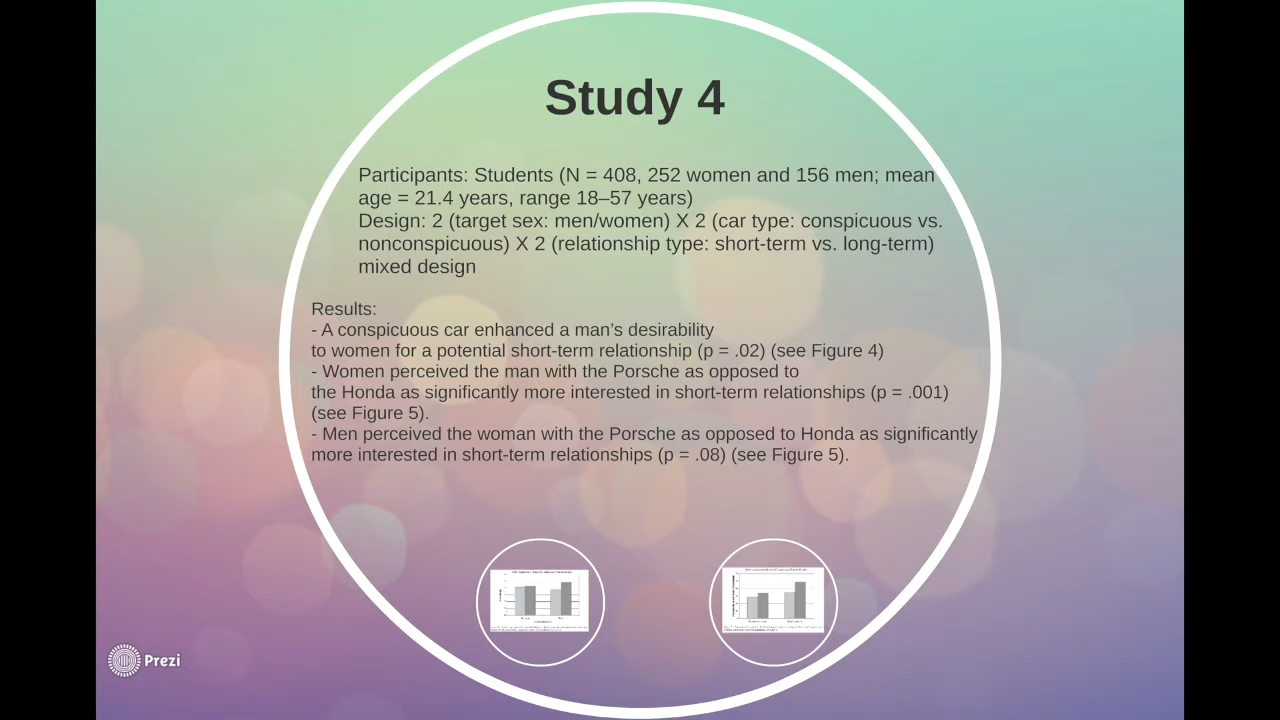 Study 4
Participants: Students (N = 408, 252 women and 156 men; mean
age = 21.4 years, range 18–57 years)
Design: 2 (target sex: men/women) X 2 (car type: conspicuous vs.
nonconspicuous) X 2 (relationship type: short-term vs. long-term)
mixed design
Results:
- A conspicuous car enhanced a man’s desirability
to women for a potential short-term relationship (p = .02) (see Figure 4)
- Women perceived the man with the Porsche as opposed to
the Honda as significantly more interested in short-term relationships (p = .001)
(see Figure 5).
- Men perceived the woman with the Porsche as opposed to Honda as significantly
more interested in short-term relationships (p = .08) (see Figure 5).
Prezi